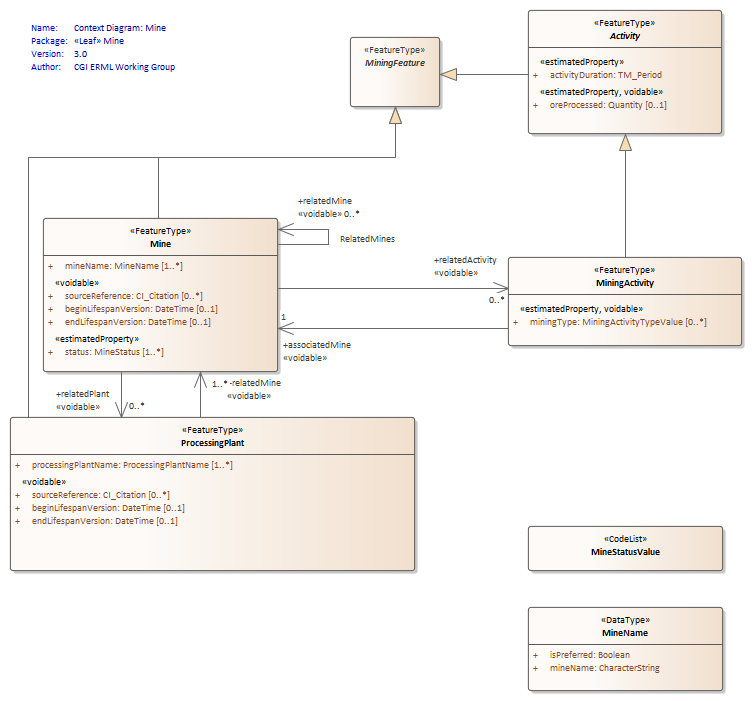 Name: Context Diagram: Mine
Package: «Leaf» Mine
Version: 3.0
Author: CGI ERML Working Group
«FeatureType»
MiningFeature
«FeatureType»
Activity
«estimatedProperty»
+ activityDuration: TM_Period
«estimatedProperty, voidable»
+ oreProcessed: Quantity [0..1]
+relatedMine
«voidable» 0..*
RelatedMines
«FeatureType»
Mine
+ mineName: MineName [1..*]
«voidable»
+ sourceReference: CI_Citation [0..*]
+ beginLifespanVersion: DateTime [0..1]
+ endLifespanVersion: DateTime [0..1]
«estimatedProperty»
+ status: MineStatus [1..*]
+relatedActivity
«voidable»
0..*
1
+associatedMine
«voidable»
«FeatureType»
MiningActivity
«estimatedProperty, voidable»
+ miningType: MiningActivityTypeValue [0..*]
+relatedPlant
«voidable» 0..*
1..* -relatedMine
«voidable»
«FeatureType»
ProcessingPlant
+ processingPlantName: ProcessingPlantName [1..*]
«voidable»
+ sourceReference: CI_Citation [0..*]
+ beginLifespanVersion: DateTime [0..1]
+ endLifespanVersion: DateTime [0..1]
«CodeList»
MineStatusValue
«DataType»
MineName
+ isPreferred: Boolean
+ mineName: CharacterString